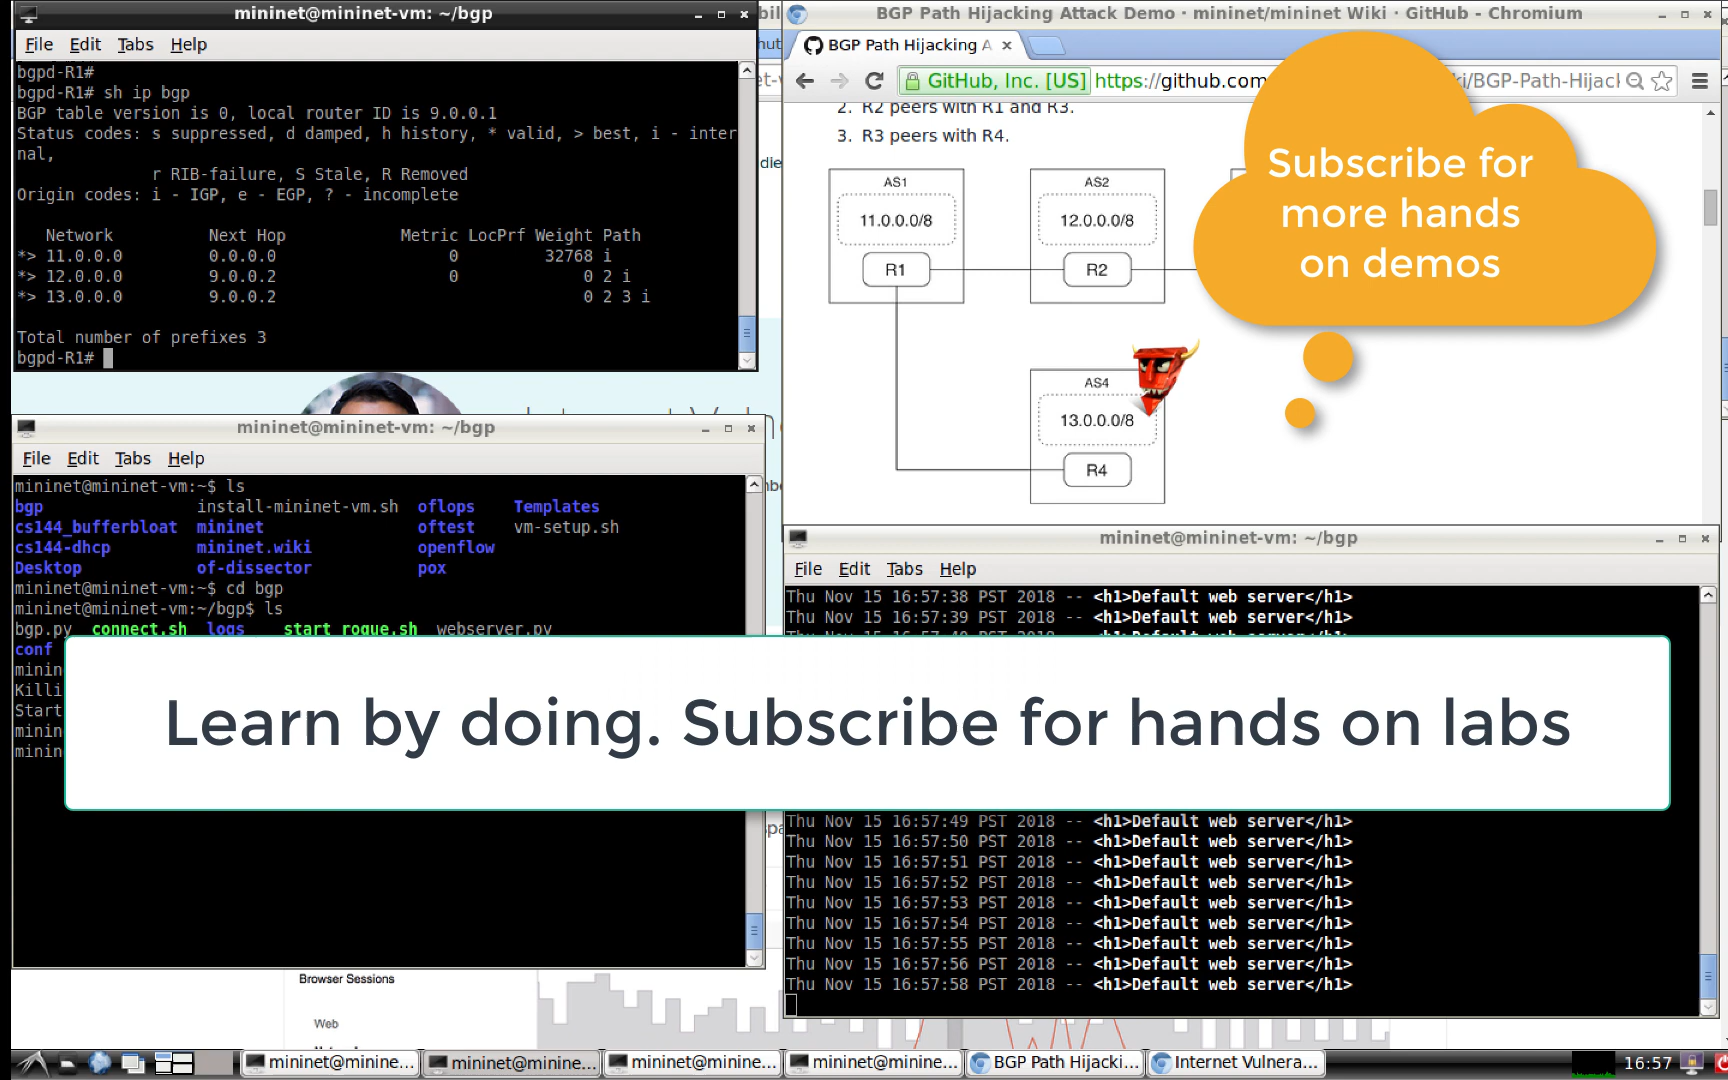 mininet@mininet-vm: ~/bgp
File Edit Tabs Help
bgpd-R1#
bgpd-R1# sh ip bgp
BGP table version is 0, local router ID is 9.0.0.1
Status codes: s suppressed, d damped, h history, * valid, > best, i - inter
nal,
r RIB-failure, S Stale, R Removed
Origin codes: i - IGP, e - EGP, ? - incomplete
Network Next Hop Metric LocPrf Weight Path
*> 11.0.0.0 0.0.0.0 0 32768 i
*> 12.0.0.0 9.0.0.2 0 0 2 i
*> 13.0.0.0 9.0.0.2 0 2 3 i
Total number of prefixes 3
bgpd-R1#
BGP Path Hijacking Attack Demo · mininet/mininet Wiki · GitHub - Chromium
BGP Path Hijacking A
GitHub, Inc. [US] https://github.com
ki/BGP-Path-Hijack
2. R2 peers with R1 and R3.
3. R3 peers with R4.
AS1
11.0.0.0/8
R1
AS2
12.0.0.0/8
R2
AS4
13.0.0.0/8
R4
Subscribe for
more hands
on demos
mininet@mininet-vm: ~/bgp
File Edit Tabs Help
mininet@mininet-vm:~$ ls
bgp install-mininet-vm.sh oflops Templates
cs144_bufferbloat mininet oftest vm-setup.sh
cs144-dhcp mininet.wiki openflow
Desktop of-dissector pox
mininet@mininet-vm:~$ cd bgp
mininet@mininet-vm:~/bgp$ ls
bgp.py connect.sh logs start_rogue.sh webserver.py
conf
minin
Killi
Start
minin
minin
mininet@mininet-vm: ~/bgp
File Edit Tabs Help
Thu Nov 15 16:57:38 PST 2018 -- <h1>Default web server</h1>
Thu Nov 15 16:57:39 PST 2018 -- <h1>Default web server</h1>
Learn by doing. Subscribe for hands on labs
Thu Nov 15 16:57:49 PST 2018 -- <h1>Default web server</h1>
Thu Nov 15 16:57:50 PST 2018 -- <h1>Default web server</h1>
Thu Nov 15 16:57:51 PST 2018 -- <h1>Default web server</h1>
Thu Nov 15 16:57:52 PST 2018 -- <h1>Default web server</h1>
Thu Nov 15 16:57:53 PST 2018 -- <h1>Default web server</h1>
Thu Nov 15 16:57:54 PST 2018 -- <h1>Default web server</h1>
Thu Nov 15 16:57:55 PST 2018 -- <h1>Default web server</h1>
Thu Nov 15 16:57:56 PST 2018 -- <h1>Default web server</h1>
Thu Nov 15 16:57:58 PST 2018 -- <h1>Default web server</h1>
Browser Sessions
Web
mininet@minine... mininet@minine... mininet@minine... mininet@minine... BGP Path Hijacki... Internet Vulnera... 16:57